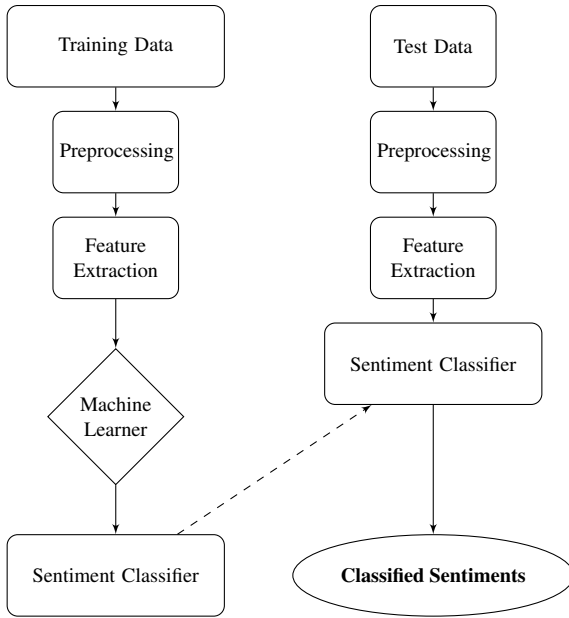 Training Data
Preprocessing
Feature
Extraction
Machine
Learner
Sentiment Classifier
Test Data
Preprocessing
Feature
Extraction
Sentiment Classifier
Classified Sentiments